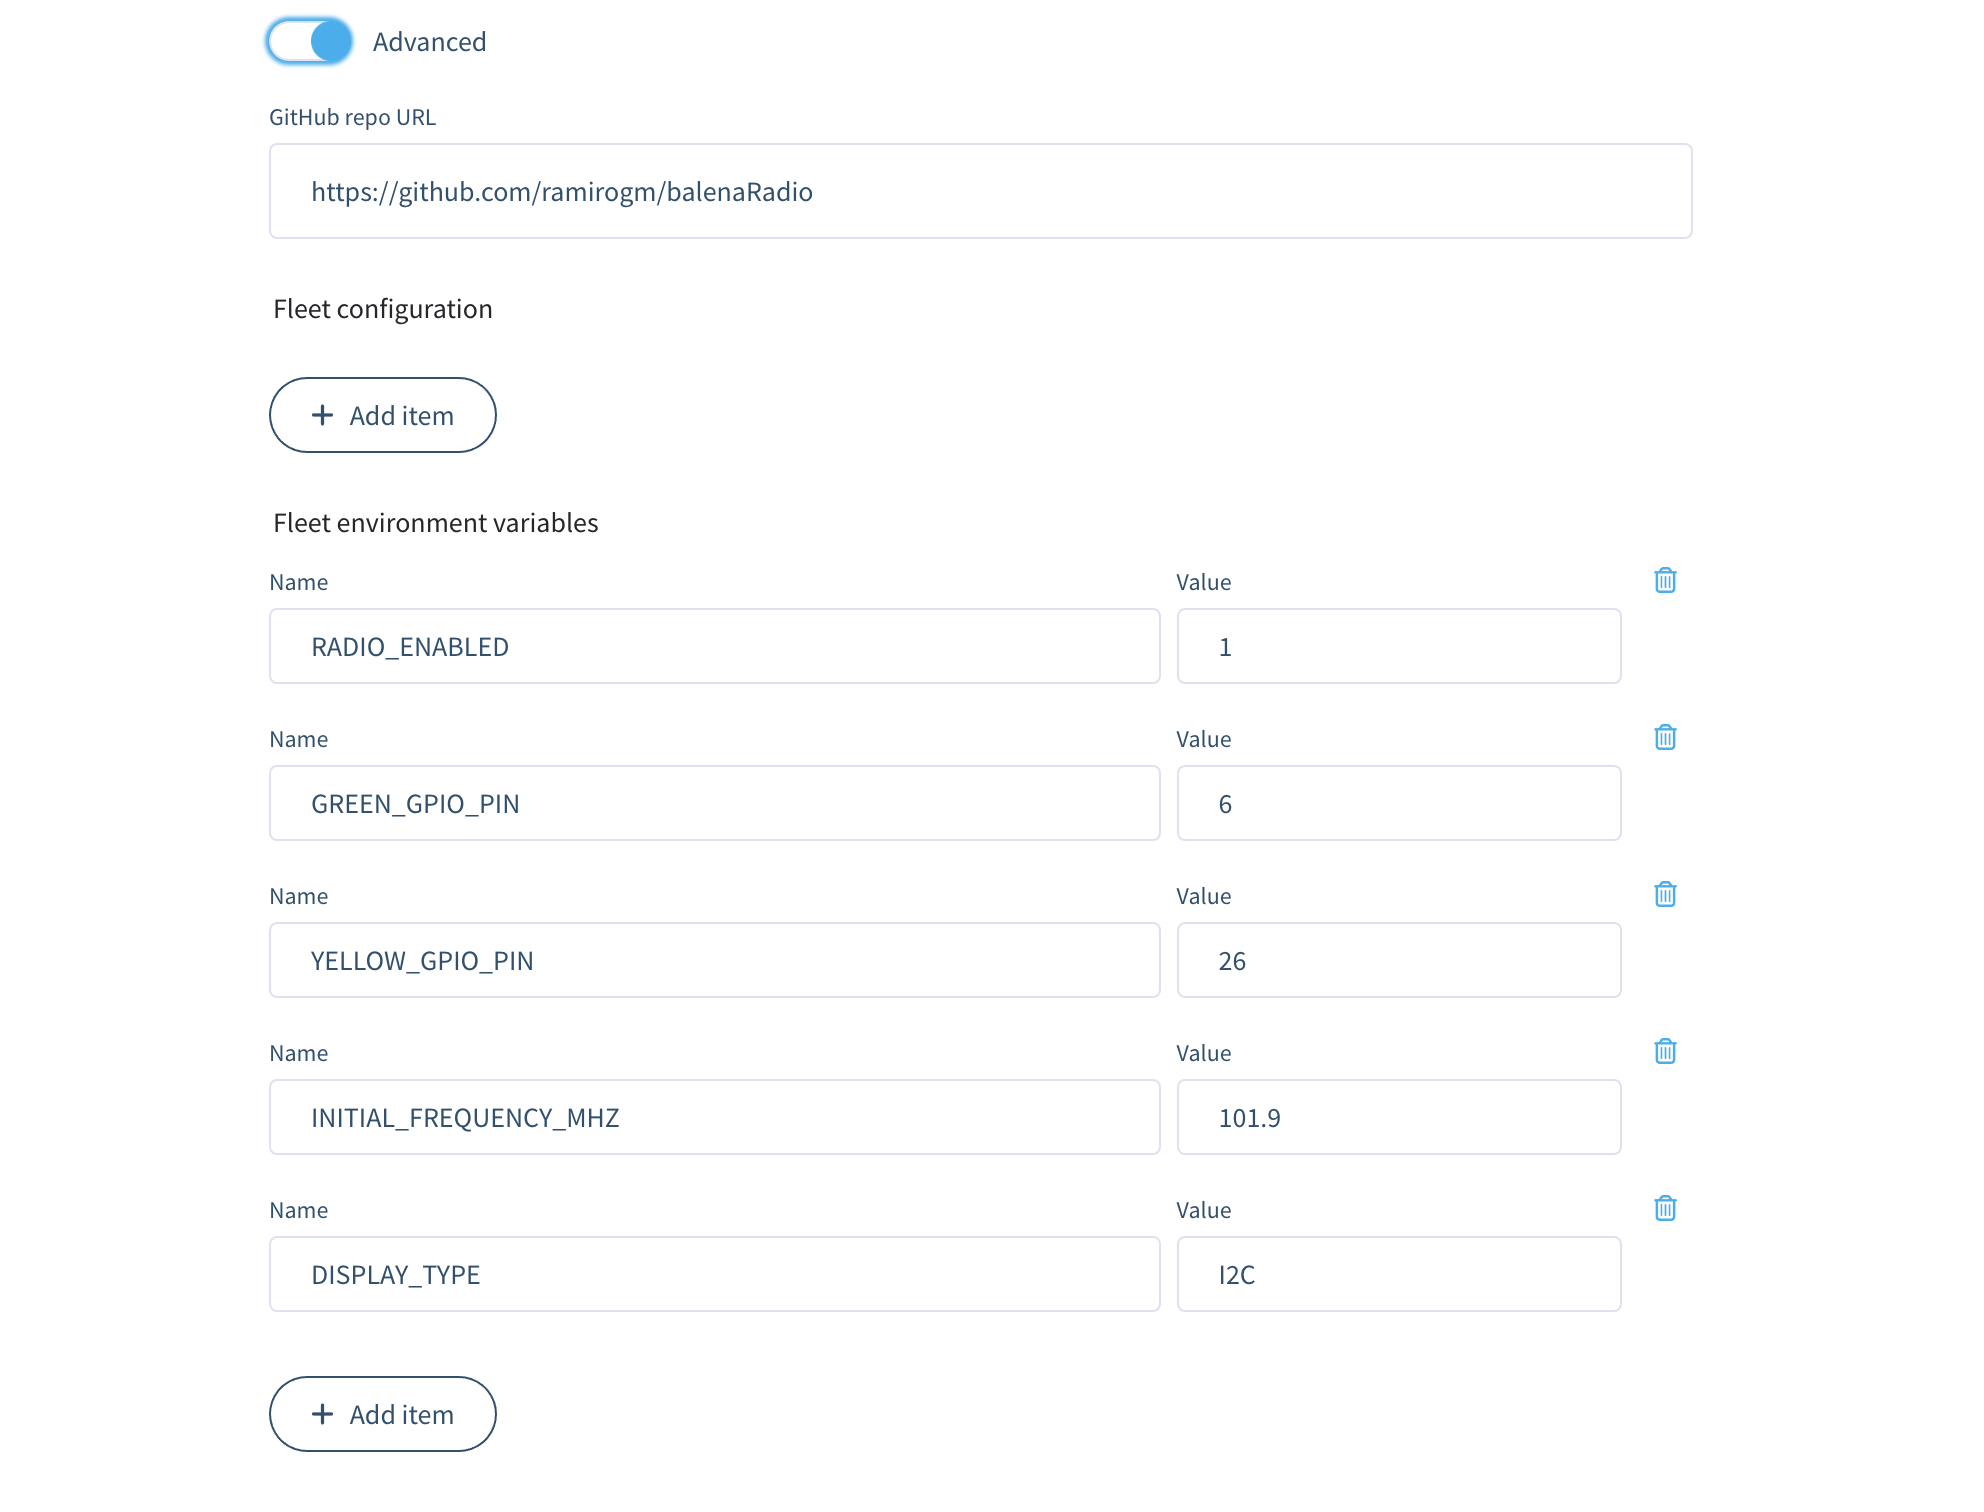 Advanced
GitHub repo URL
https://github.com/ramirogm/balenaRadio
Fleet configuration
+ Add item
Fleet environment variables
Name Value
RADIO_ENABLED 1
Name Value
GREEN_GPIO_PIN 6
Name Value
YELLOW_GPIO_PIN 26
Name Value
INITIAL_FREQUENCY_MHZ 101.9
Name Value
DISPLAY_TYPE I2C
+ Add item